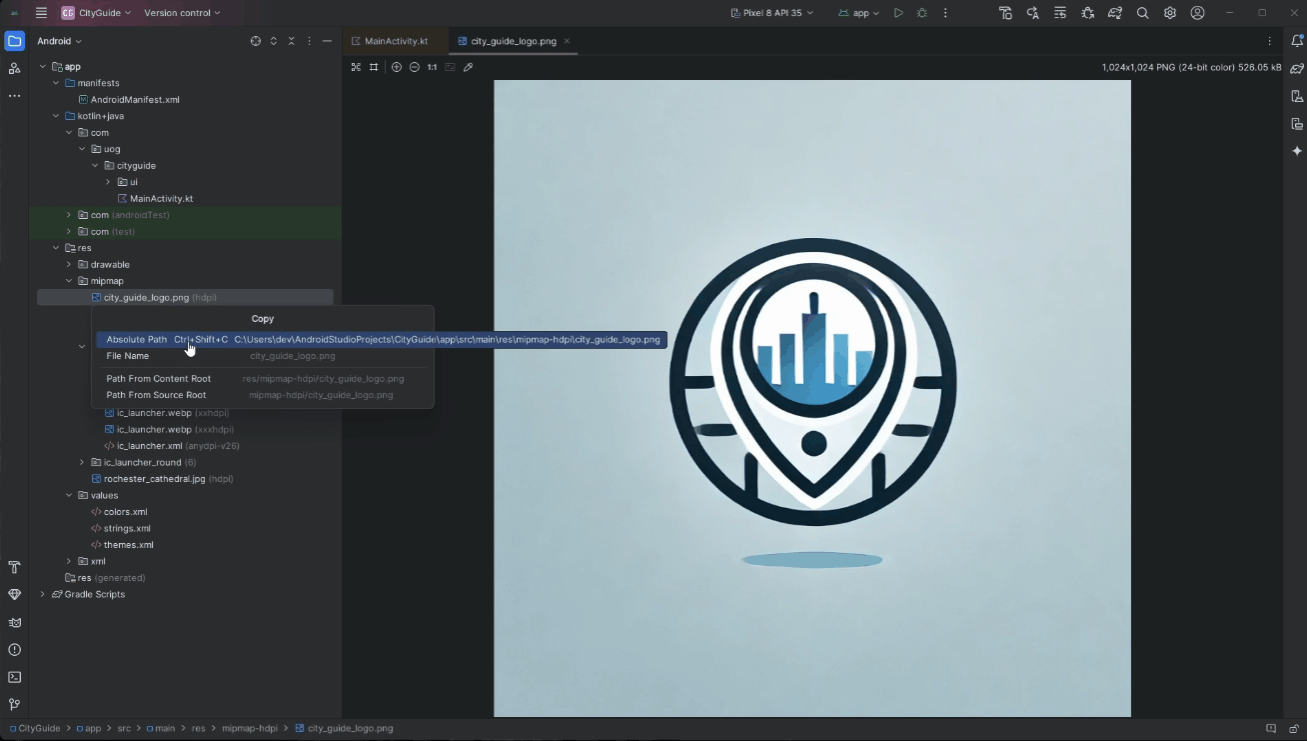 CG CityGuide Version control Pixel 8 API 35 app
Android
MainActivity.kt city_guide_logo.png
app
1:1 1,024x1,024 PNG (24-bit color) 526.05 kB
manifests
AndroidManifest.xml
kotlin+java
com
uog
cityguide
ui
MainActivity.kt
com (androidTest)
com (test)
res
drawable
mipmap
city_guide_logo.png (hdpi)
Copy
Absolute Path Ctrl+Shift+C C:\Users\dev\AndroidStudioProjects\CityGuide\app\src\main\res\mipmap-hdpi\city_guide_logo.png
File Name city_guide_logo.png
Path From Content Root res/mipmap-hdpi/city_guide_logo.png
Path From Source Root mipmap-hdpi/city_guide_logo.png
ic_launcher.webp (xxhdpi)
ic_launcher.webp (xxxhdpi)
ic_launcher.xml (anydpi-v26)
ic_launcher_round (6)
rochester_cathedral.jpg (hdpi)
values
colors.xml
strings.xml
themes.xml
xml
res (generated)
Gradle Scripts
CityGuide > app > src > main > res > mipmap-hdpi > city_guide_logo.png